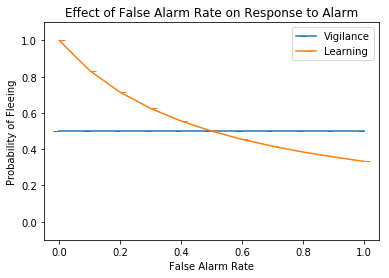 Effect of False Alarm Rate on Response to Alarm
Vigilance
Learning
Probability of Fleeing
1.0
0.8
0.6
0.4
0.2
0.0
0.0 0.2 0.4 0.6 0.8 1.0
False Alarm Rate